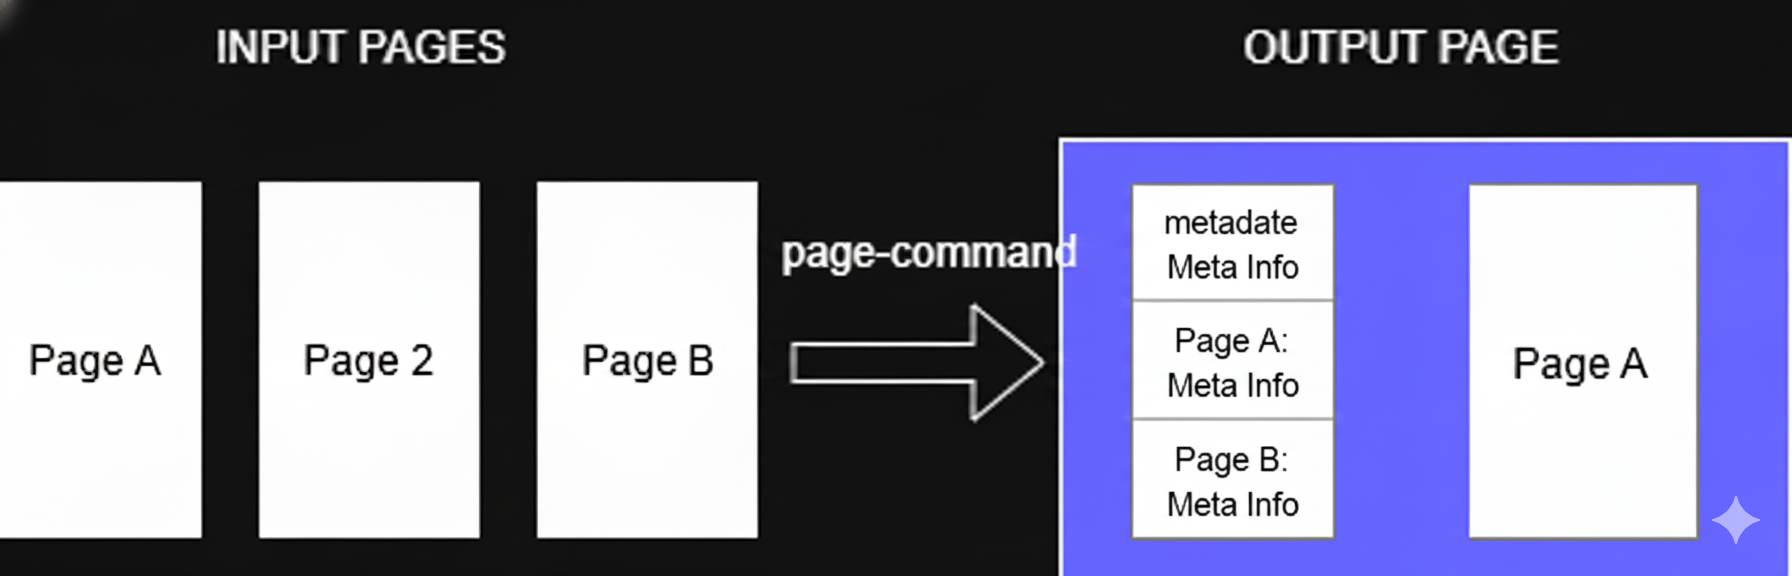 INPUT PAGES
OUTPUT PAGE
Page A
Page 2
Page B
page-command
metadate
Meta Info
Page A:
Meta Info
Page B:
Meta Info
Page A